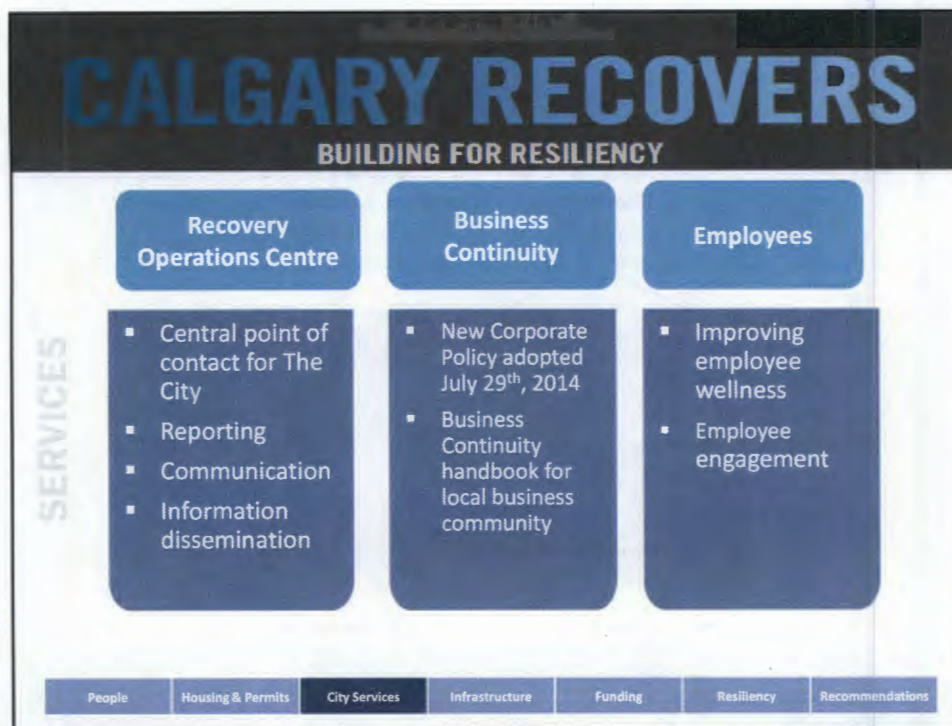 CALGARY RECOVERS
BUILDING FOR RESILIENCY
SERVICES
Recovery
Operations Centre
▪ Central point of
contact for The
City
▪ Reporting
▪ Communication
▪ Information
dissemination
Business
Continuity
▪ New Corporate
Policy adopted
July 29th, 2014
▪ Business
Continuity
handbook for
local business
community
Employees
▪ Improving
employee
wellness
▪ Employee
engagement
People
Housing & Permits
City Services
Infrastructure
Funding
Resiliency
Recommendations